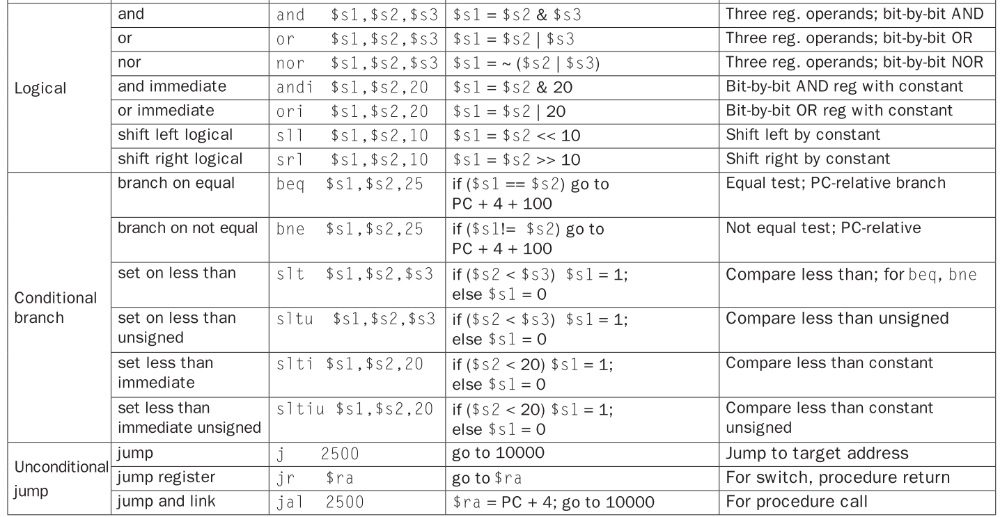 Logical
and and $s1,$s2,$s3 $s1 = $s2 & $s3 Three reg. operands; bit-by-bit AND
or or $s1,$s2,$s3 $s1 = $s2 | $s3 Three reg. operands; bit-by-bit OR
nor nor $s1,$s2,$s3 $s1 = ~ ($s2 | $s3) Three reg. operands; bit-by-bit NOR
and immediate andi $s1,$s2,20 $s1 = $s2 & 20 Bit-by-bit AND reg with constant
or immediate ori $s1,$s2,20 $s1 = $s2 | 20 Bit-by-bit OR reg with constant
shift left logical sll $s1,$s2,10 $s1 = $s2 << 10 Shift left by constant
shift right logical srl $s1,$s2,10 $s1 = $s2 >> 10 Shift right by constant
Conditional
branch
branch on equal beq $s1,$s2,25 if ($s1 == $s2) go to Equal test; PC-relative branch
PC + 4 + 100
branch on not equal bne $s1,$s2,25 if ($s1!= $s2) go to Not equal test; PC-relative
PC + 4 + 100
set on less than slt $s1,$s2,$s3 if ($s2 < $s3) $s1 = 1; Compare less than; for beq, bne
else $s1 = 0
set on less than sltu $s1,$s2,$s3 if ($s2 < $s3) $s1 = 1; Compare less than unsigned
unsigned else $s1 = 0
set less than slti $s1,$s2,20 if ($s2 < 20) $s1 = 1; Compare less than constant
immediate else $s1 = 0
set less than sltiu $s1,$s2,20 if ($s2 < 20) $s1 = 1; Compare less than constant
immediate unsigned else $s1 = 0 unsigned
Unconditional
jump
jump j 2500 go to 10000 Jump to target address
jump register jr $ra go to $ra For switch, procedure return
jump and link jal 2500 $ra = PC + 4; go to 10000 For procedure call